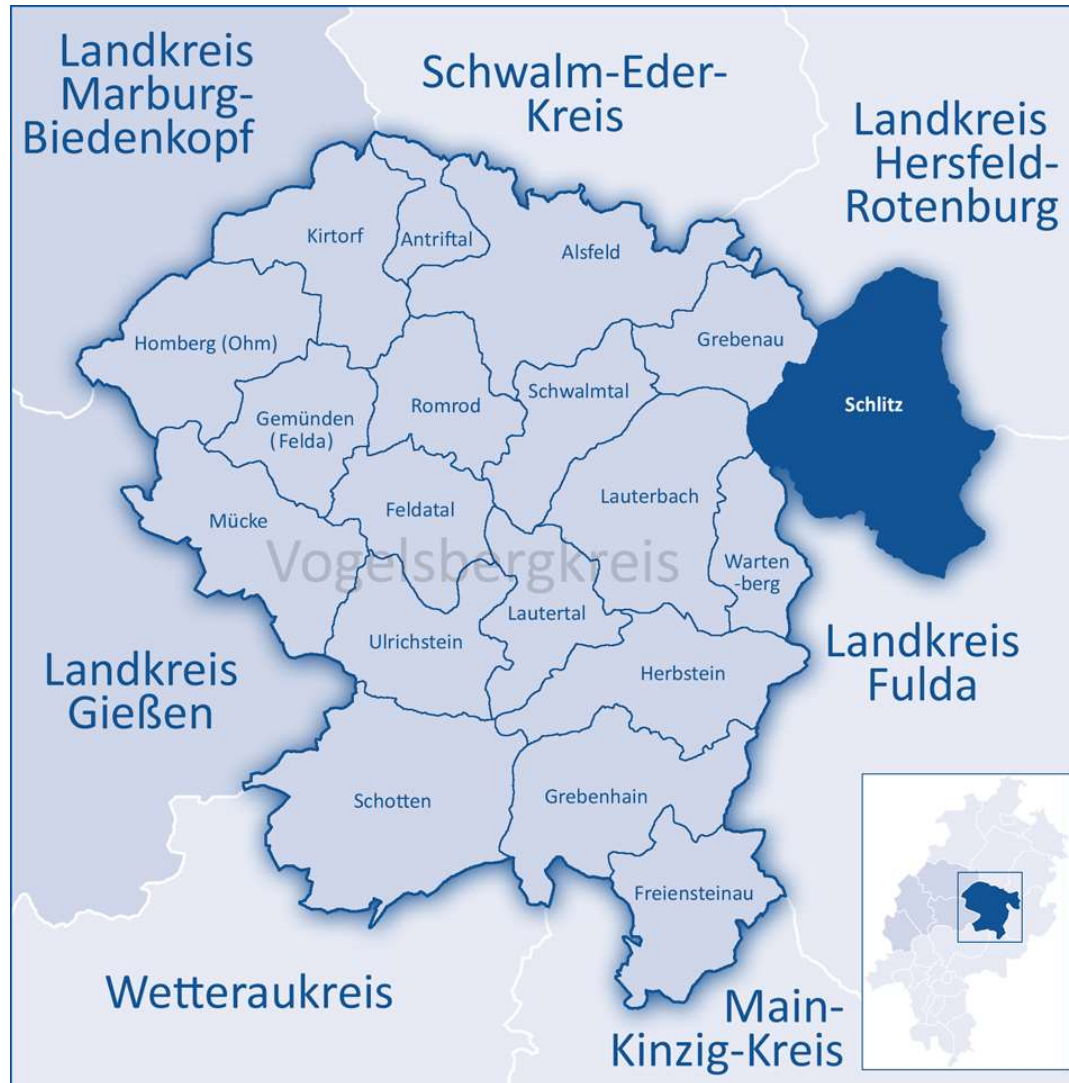 Landkreis
Marburg-
Biedenkopf
Schwalm-Eder-
Kreis
Landkreis
Hersfeld-
Rotenburg
Kirtorf
Antriftal
Alsfeld
Grebenau
Homberg (Ohm)
Schwalmtal
Schlitz
Gemünden
(Felda)
Romrod
Lauterbach
Feldatal
Mücke
Vogelsbergkreis
Warten
-berg
Lautertal
Ulrichstein
Herbstein
Landkreis
Fulda
Landkreis
Gießen
Schotten
Grebenhain
Freiensteinau
Wetteraukreis
Main-
Kinzig-Kreis